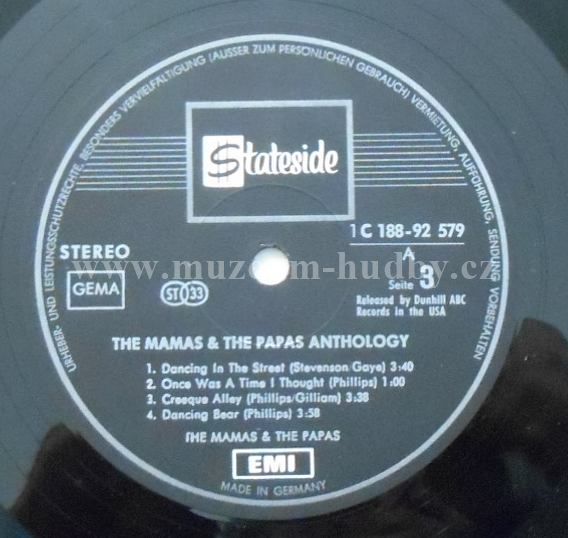 URHEBER- UND LEISTUNGSSCHUTZRECHTE, BESONDERS VERVIELFÄLTIGUNG (AUSSER ZUM PERSÖNLICHEN GEBRAUCH) VERMIETUNG, AUFFÜHRUNG, SENDUNG VORBEHALTEN
Stateside
1 C 188-92 579
STEREO
A
Seite 3
GEMA
ST 33
Released by Dunhill ABC
Records in the USA
www.muzeum-hudby.cz
THE MAMAS & THE PAPAS ANTHOLOGY
1. Dancing In The Street (Stevenson/Gaye) 3:40
2. Once Was A Time I Thought (Phillips) 1:00
3. Creeque Alley (Phillips/Gilliam) 3:38
4. Dancing Bear (Phillips) 3:58
THE MAMAS & THE PAPAS
EMI
MADE IN GERMANY